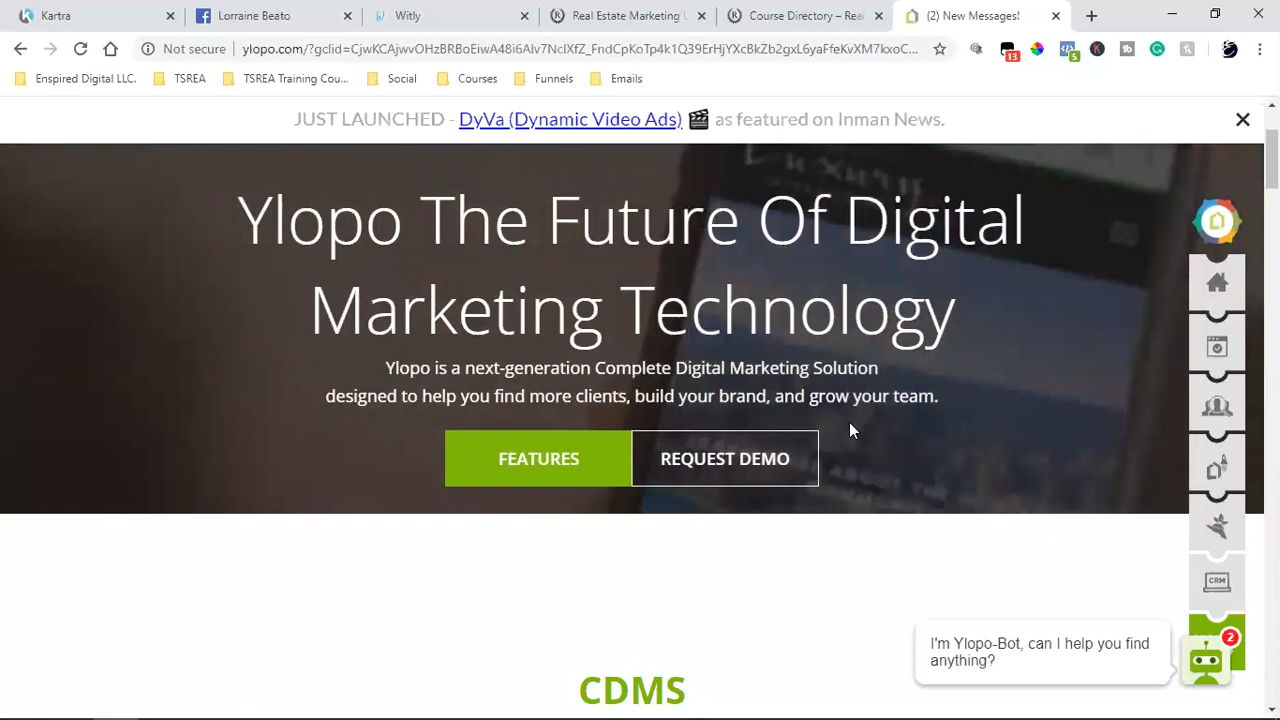 Kartra
Lorraine Beato
Witly
Real Estate Marketing
Course Directory – Rea
(2) New Messages!
Not secure
ylopo.com/?gclid=CjwKCAjwvOHzBRBoEiwA48i6Alv7NcIXfZ_FndCpKoTp4k1Q39ErHjYXcBkZb2gxL6yaFfeKvXM7kxoC...
13
5
Enspired Digital LLC.
TSREA
TSREA Training Cou...
Social
Courses
Funnels
Emails
JUST LAUNCHED - DyVa (Dynamic Video Ads) 🎬 as featured on Inman News.
Ylopo The Future Of Digital
Marketing Technology
Ylopo is a next-generation Complete Digital Marketing Solution
designed to help you find more clients, build your brand, and grow your team.
FEATURES
REQUEST DEMO
CRM
I'm Ylopo-Bot, can I help you find
anything?
2
CDMS